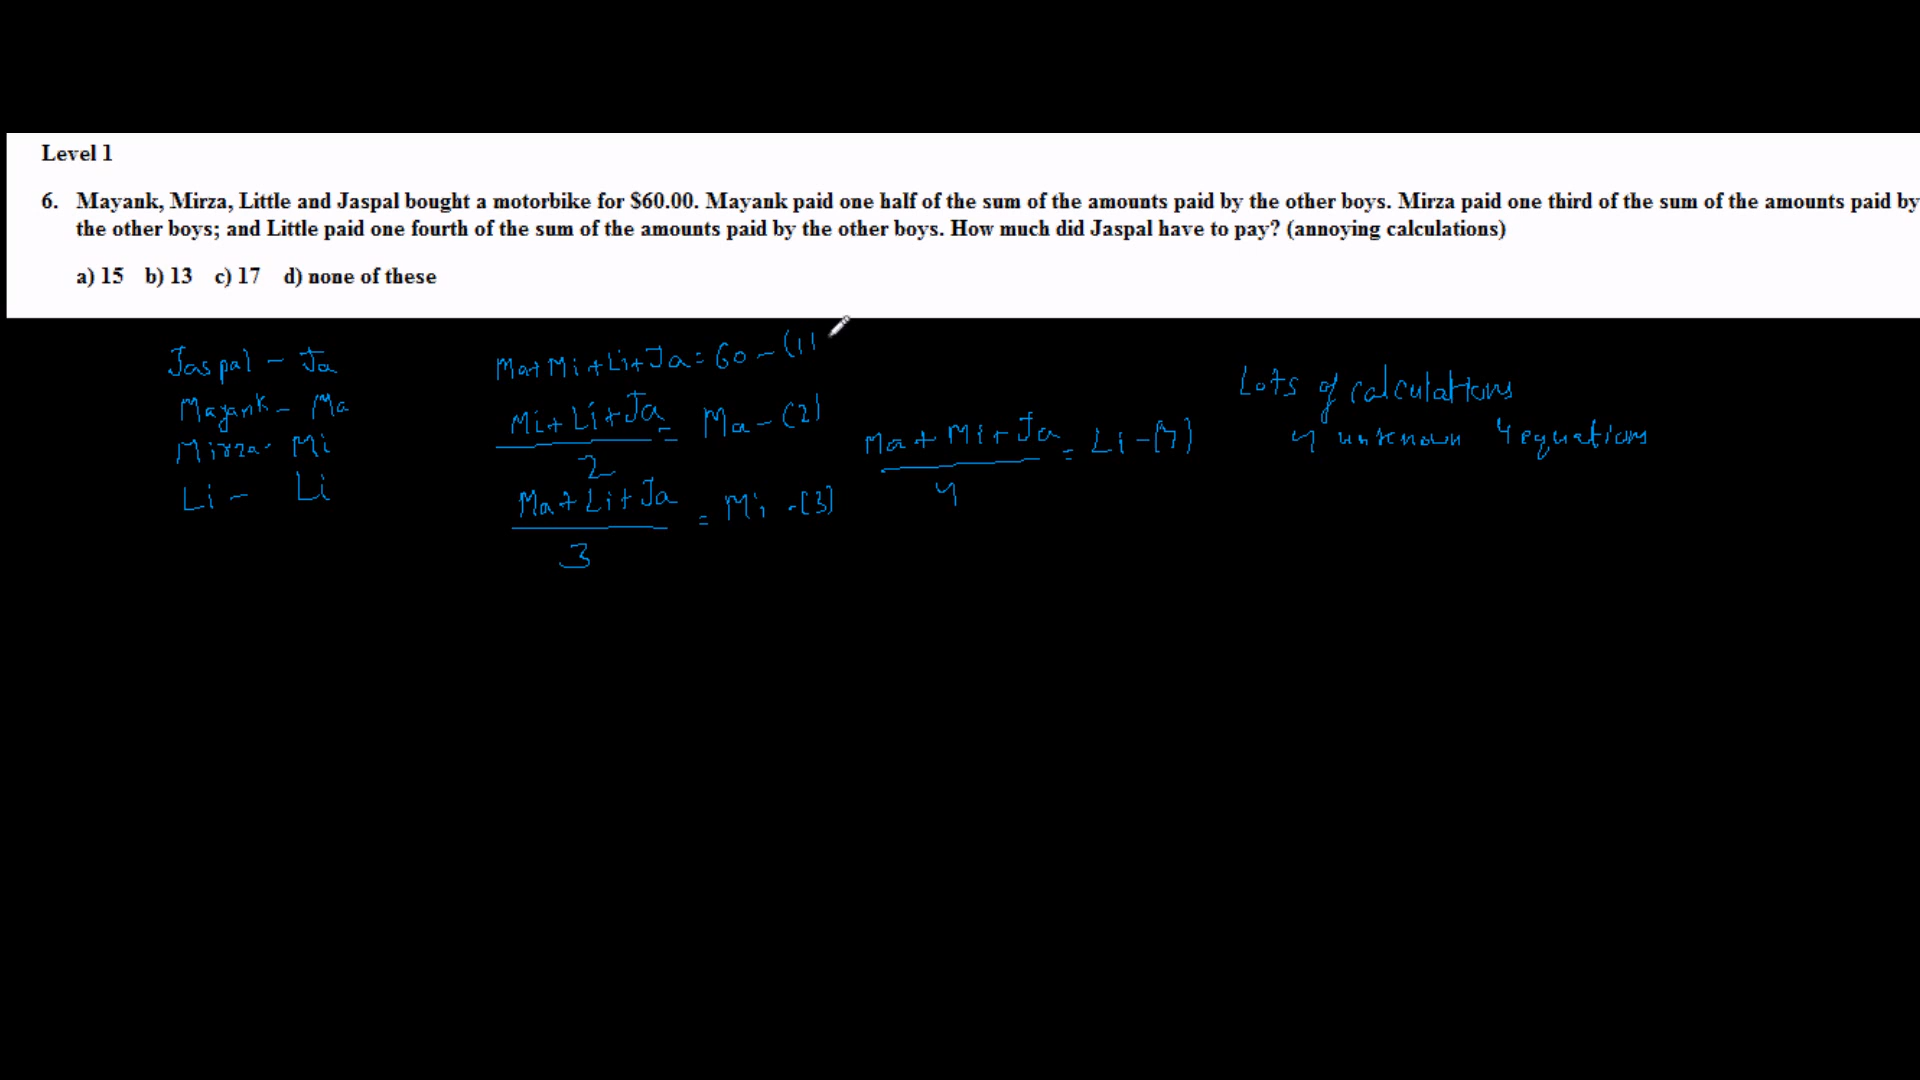 Level 1
6. Mayank, Mirza, Little and Jaspal bought a motorbike for $60.00. Mayank paid one half of the sum of the amounts paid by the other boys. Mirza paid one third of the sum of the amounts paid by
the other boys; and Little paid one fourth of the sum of the amounts paid by the other boys. How much did Jaspal have to pay? (annoying calculations)
a) 15 b) 13 c) 17 d) none of these
Jaspal - Ja
Mayank - Ma
Mirza - Mi
Li - Li
Ma+Mi+Li+Ja = 60 - (1)
Mi+Li+Ja
2
= Ma - (2)
Ma+Li+Ja
3
= Mi - (3)
Ma+Mi+Ja
4
= Li - (4)
Lots of calculations
4 unknown 4 equations